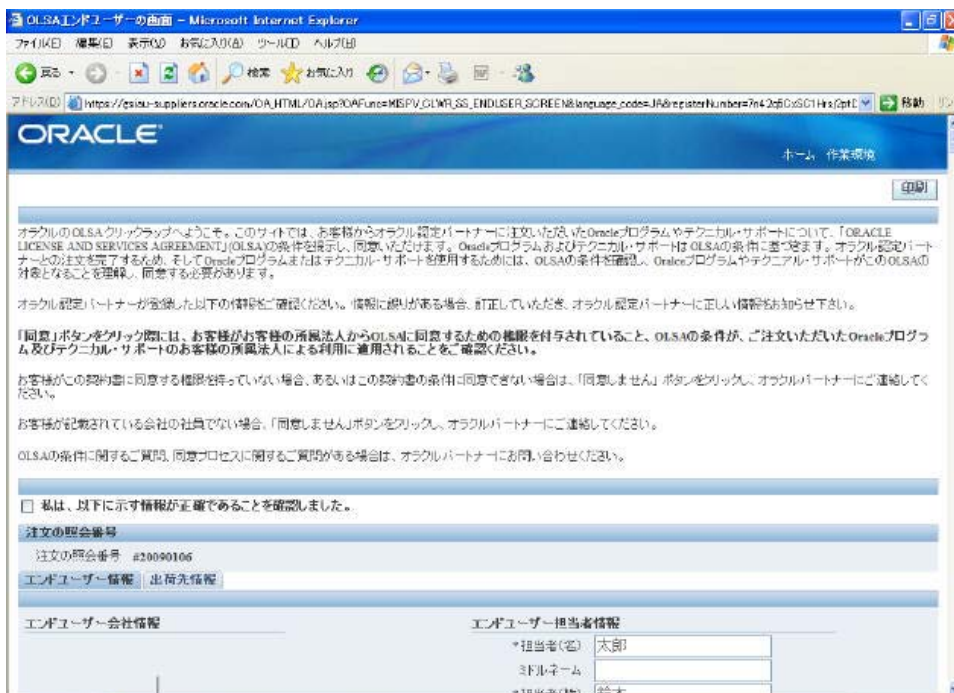 OLSAエンドユーザーの画面 - Microsoft Internet Explorer
ファイル(F) 編集(E) 表示(V) お気に入り(A) ツール(T) ヘルプ(H)
戻る 検索 お気に入り
アドレス(D) 移動
ORACLE
ホーム 作業環境
印刷
オラクルのOLSAクリックラップへようこそ。このサイトでは、お客様からオラクル認定パートナーに注文いただいたOracleプログラムやテクニカル・サポートについて、「ORACLE
LICENSE AND SERVICES AGREEMENT」(OLSA)の条件を提示し、同意いただけます。OracleプログラムおよびテクニカルサポートはOLSAの条件に基づきます。オラクル認定パート
ナーとの注文を完了するため、そしてOracleプログラムまたはテクニカル・サポートを使用するためには、OLSAの条件を確認し、Oralceプログラムやテクニアル・サポートがこのOLSAの
対象となることを理解し、同意する必要があります。
オラクル認定パートナーが登録した以下の情報をご確認ください。情報に誤りがある場合、訂正していただき、オラクル認定パートナーに正しい情報をお知らせ下さい。
「同意」ボタンをクリック際には、お客様がお客様の所属法人からOLSAに同意するための権限を付与されていること、OLSAの条件が、ご注文いただいたOracleプログラ
ム及びテクニカル・サポートのお客様の所属法人による利用に適用されることをご確認ください。
お客様がこの契約書に同意する権限を持っていない場合、あるいはこの契約書の条件に同意できない場合は、「同意しません」ボタンをクリックし、オラクルパートナーにご連絡してく
ださい。
お客様が記載されている会社の社員でない場合、「同意しません」ボタンをクリックし、オラクルパートナーにご連絡してください。
OLSAの条件に関するご質問、同意プロセスに関するご質問がある場合は、オラクルパートナーにお問い合わせください。
私は、以下に示す情報が正確であることを確認しました。
注文の照会番号
注文の照会番号 #20090106
エンドユーザー情報 出荷先情報
エンドユーザー会社情報 エンドユーザー担当者情報
*担当者(名) 太郎
ミドルネーム